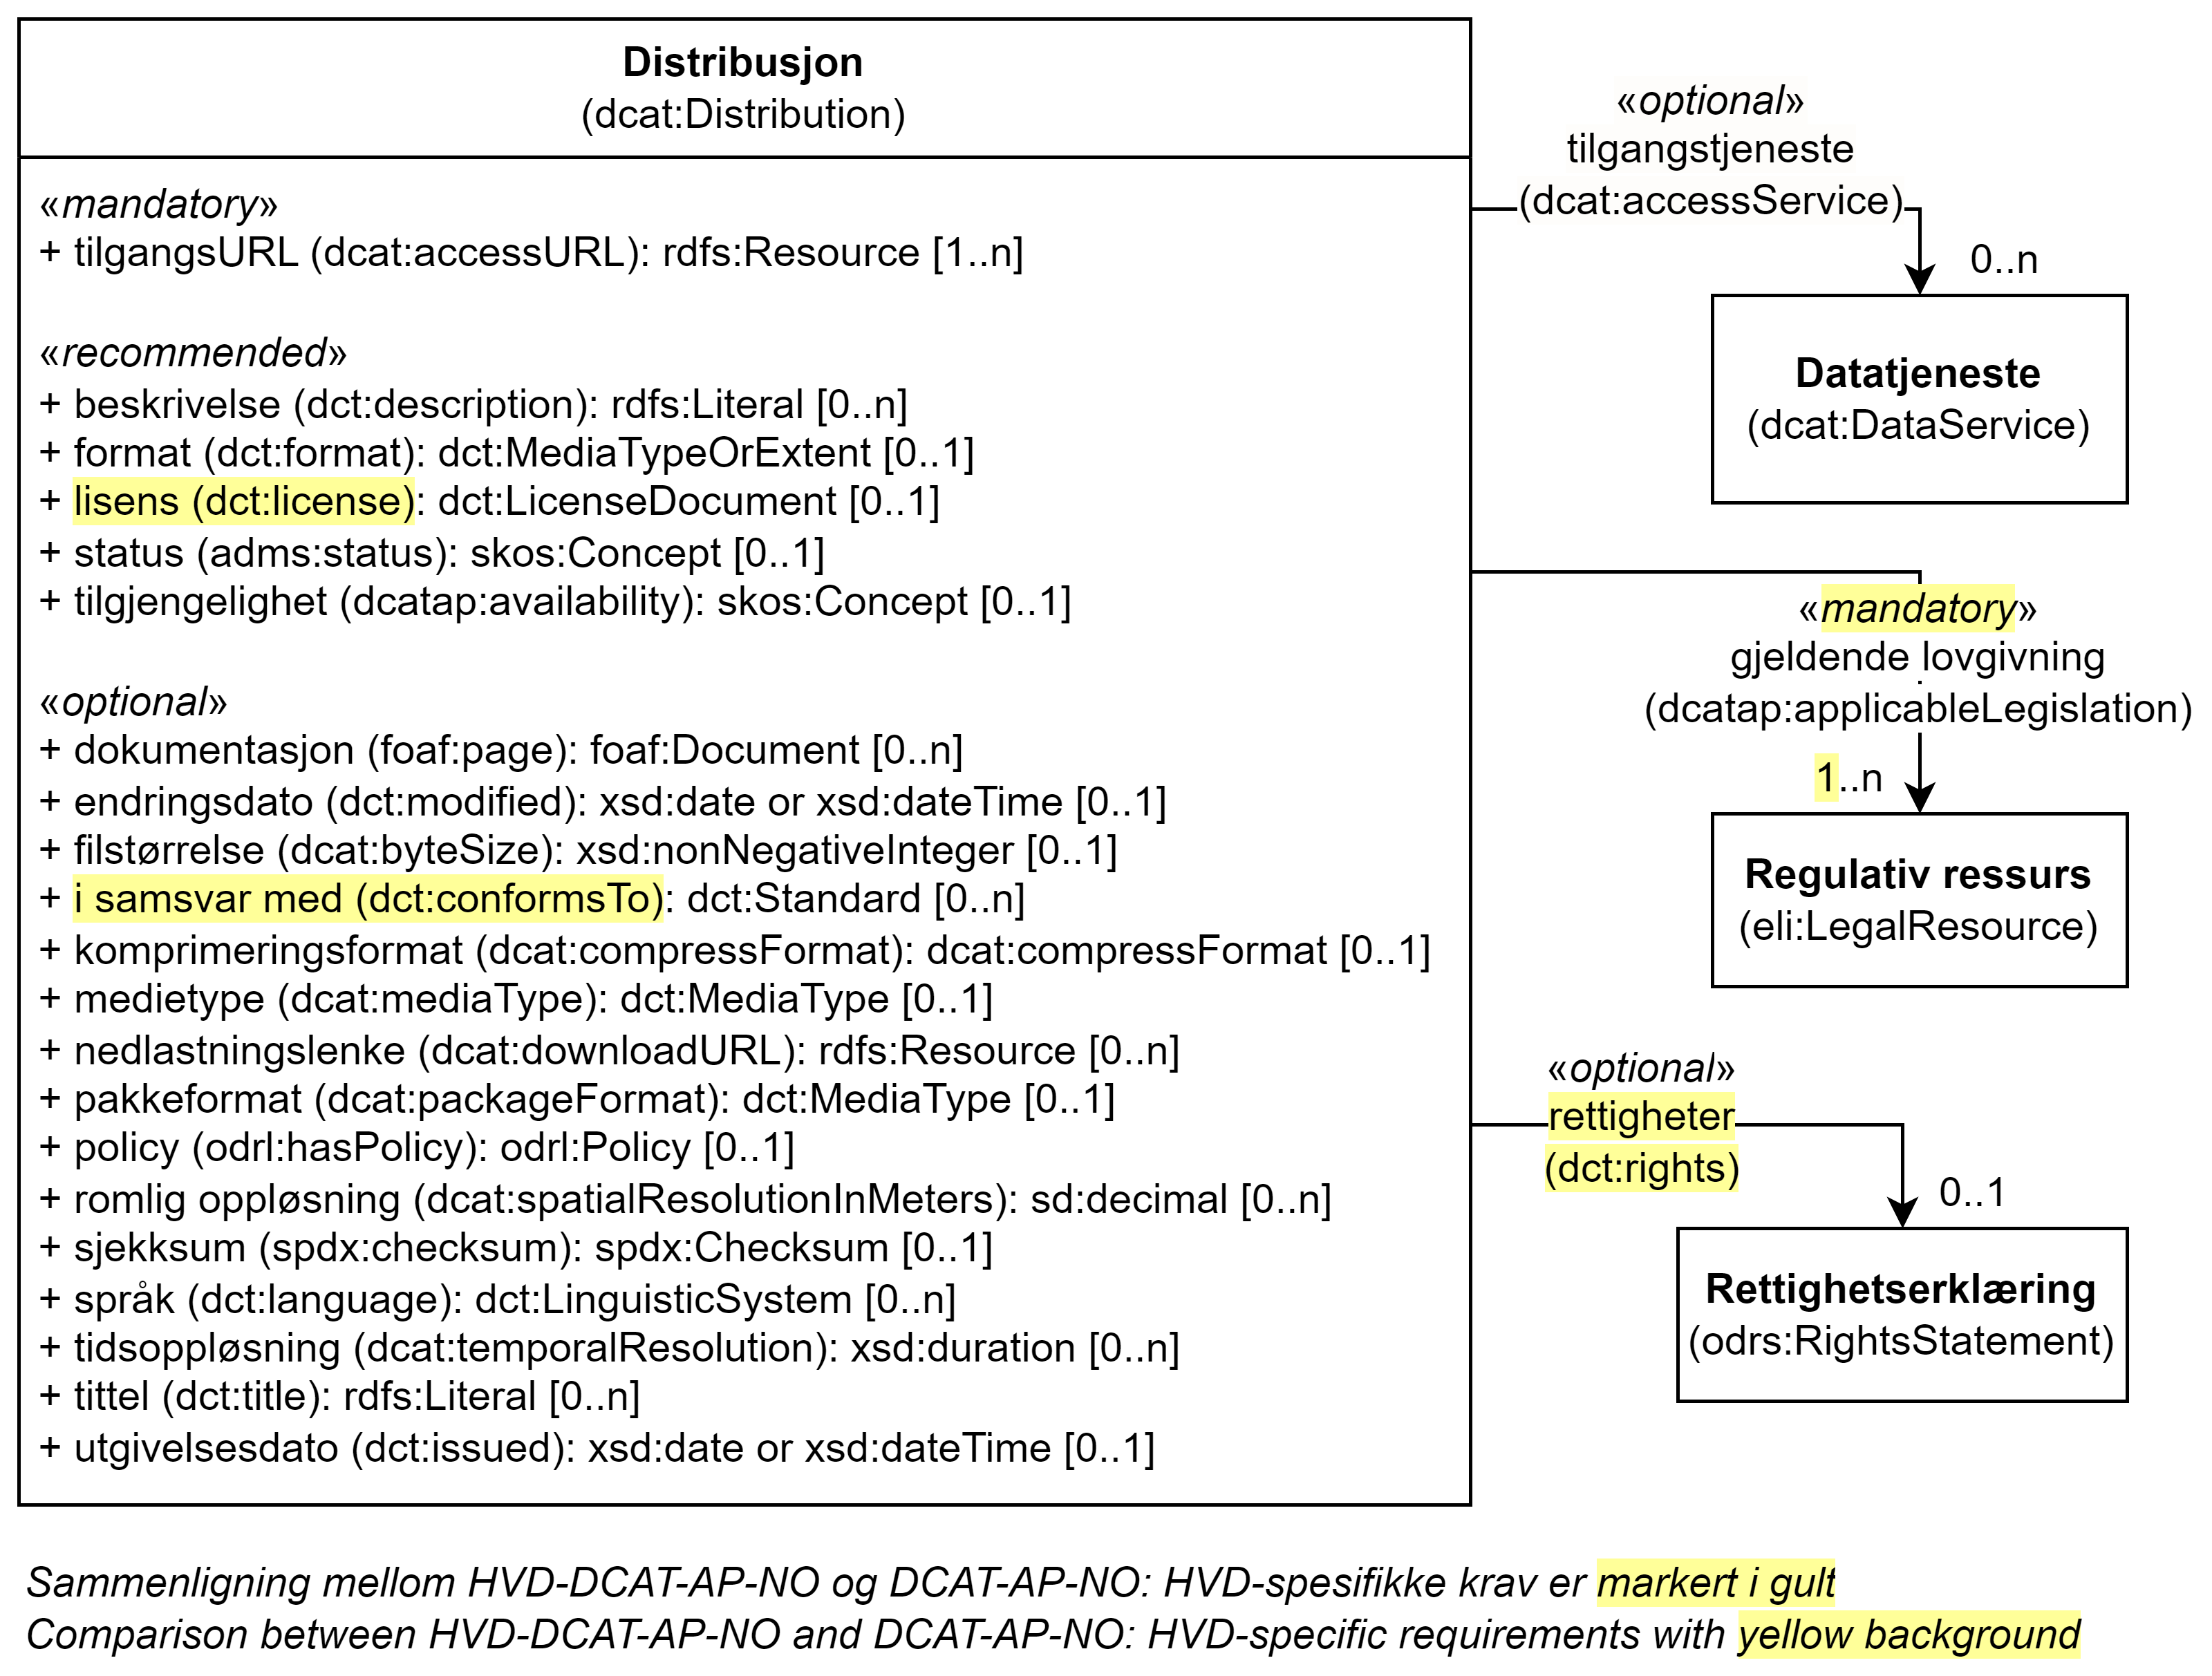 Distribusjon
(dcat:Distribution)
«mandatory»
+ tilgangsURL (dcat:accessURL): rdfs:Resource [1..n]
«recommended»
+ beskrivelse (dct:description): rdfs:Literal [0..n]
+ format (dct:format): dct:MediaTypeOrExtent [0..1]
+ lisens (dct:license): dct:LicenseDocument [0..1]
+ status (adms:status): skos:Concept [0..1]
+ tilgjengelighet (dcatap:availability): skos:Concept [0..1]
«optional»
+ dokumentasjon (foaf:page): foaf:Document [0..n]
+ endringsdato (dct:modified): xsd:date or xsd:dateTime [0..1]
+ filstørrelse (dcat:byteSize): xsd:nonNegativeInteger [0..1]
+ i samsvar med (dct:conformsTo): dct:Standard [0..n]
+ komprimeringsformat (dcat:compressFormat): dcat:compressFormat [0..1]
+ medietype (dcat:mediaType): dct:MediaType [0..1]
+ nedlastningslenke (dcat:downloadURL): rdfs:Resource [0..n]
+ pakkeformat (dcat:packageFormat): dct:MediaType [0..1]
+ policy (odrl:hasPolicy): odrl:Policy [0..1]
+ romlig oppløsning (dcat:spatialResolutionInMeters): sd:decimal [0..n]
+ sjekksum (spdx:checksum): spdx:Checksum [0..1]
+ språk (dct:language): dct:LinguisticSystem [0..n]
+ tidsoppløsning (dcat:temporalResolution): xsd:duration [0..n]
+ tittel (dct:title): rdfs:Literal [0..n]
+ utgivelsesdato (dct:issued): xsd:date or xsd:dateTime [0..1]
«optional»
tilgangstjeneste
(dcat:accessService)
0..n
Datatjeneste
(dcat:DataService)
«mandatory»
gjeldende lovgivning
(dcatap:applicableLegislation)
1..n
Regulativ ressurs
(eli:LegalResource)
«optional»
rettigheter
(dct:rights)
0..1
Rettighetserklæring
(odrs:RightsStatement)
Sammenligning mellom HVD-DCAT-AP-NO og DCAT-AP-NO: HVD-spesifikke krav er markert i gult
Comparison between HVD-DCAT-AP-NO and DCAT-AP-NO: HVD-specific requirements with yellow background